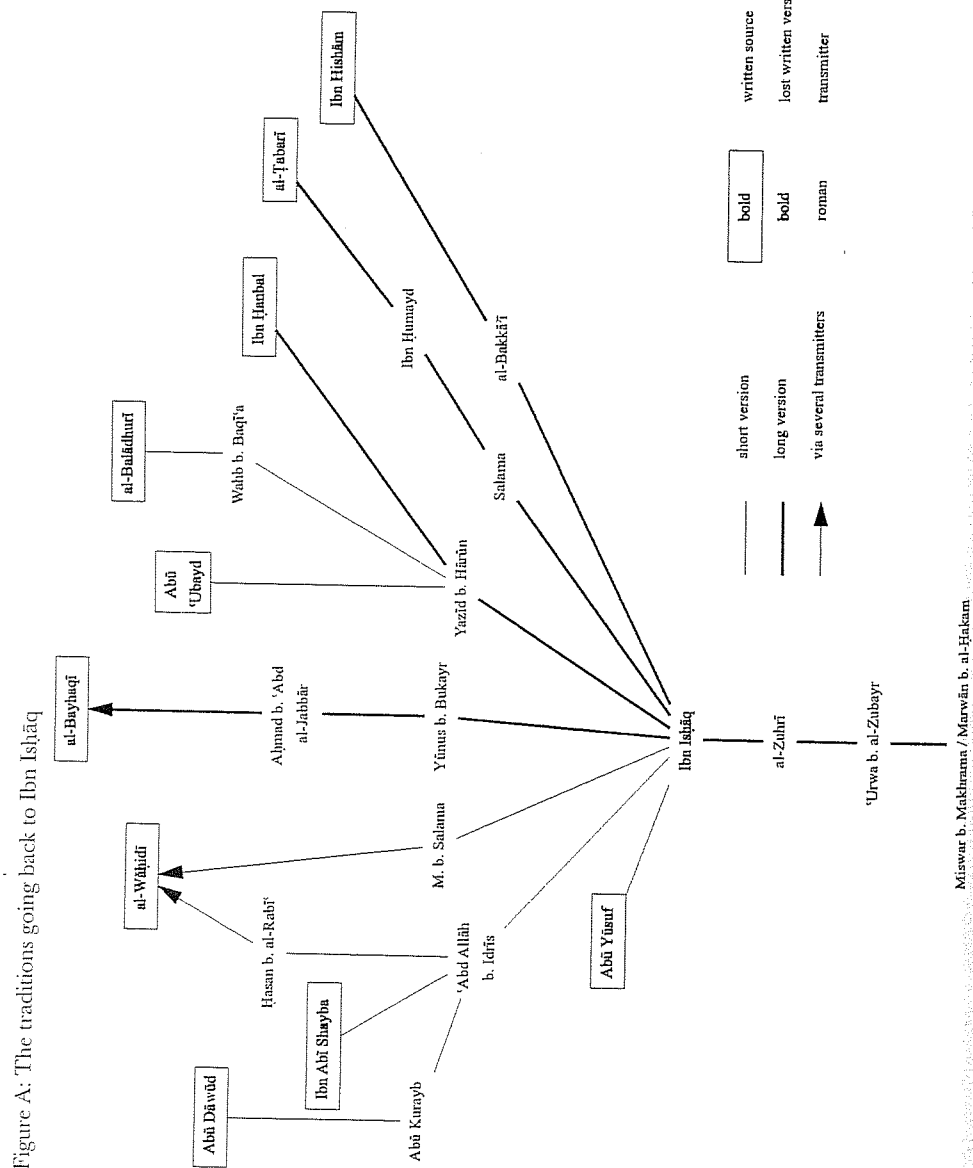 Figure A: The traditions going back to Ibn Isḥāq
Abū Dāwūd
Abū Kurayb
Ibn Abī Shayba
Ḥasan b. al-Rabīʿ
ʿAbd Allāh
b. Idrīs
al-Wāḥidī
M. b. Salama
Abū Yūsuf
al-Bayhaqī
Aḥmad b. ʿAbd
al-Jabbār
Yūnus b. Bukayr
Abū
ʿUbayd
al-Balādhurī
Wahb b. Baqīʿa
Yazīd b. Hārūn
Ibn Ḥanbal
al-Ṭabarī
Ibn Ḥumayd
Salama
Ibn Hishām
al-Bakkāʾī
Ibn Isḥāq
al-Zuhrī
ʿUrwa b. al-Zubayr
Miswar b. Makhrama / Marwān b. al-Ḥakam
short version
long version
via several transmitters
bold written source
bold lost written
roman transmitter